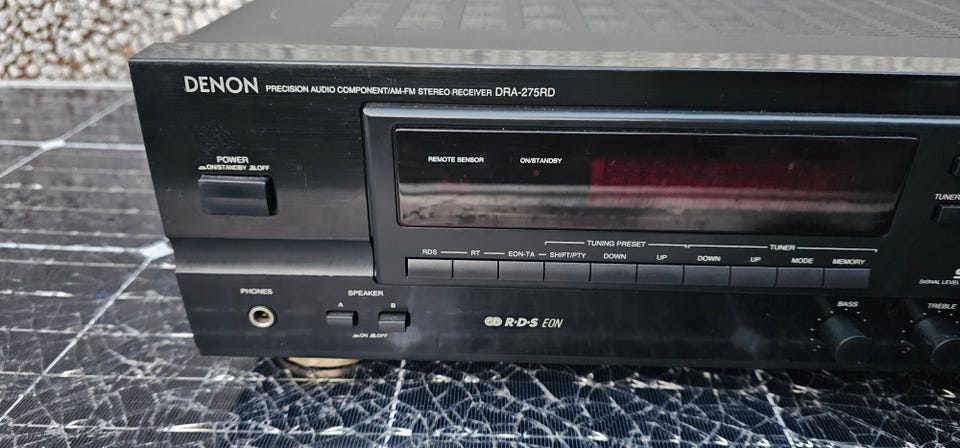 DENON PRECISION AUDIO COMPONENT/AM-FM STEREO RECEIVER DRA-275RD
POWER
ON/STANDBY OFF
REMOTE SENSOR ON/STANDBY
TUNER
TUNING PRESET TUNER
RDS RT EON-TA SHIFT/PTY DOWN UP DOWN UP MODE MEMORY
SIGNAL LEVEL
PHONES SPEAKER
A B
ON OFF
R·D·S EON
BASS TREBLE